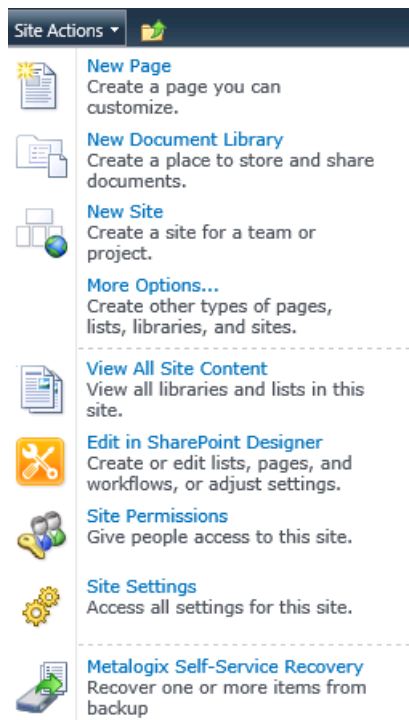 Site Actions
New Page
Create a page you can
customize.
New Document Library
Create a place to store and share
documents.
New Site
Create a site for a team or
project.
More Options...
Create other types of pages,
lists, libraries, and sites.
View All Site Content
View all libraries and lists in this
site.
Edit in SharePoint Designer
Create or edit lists, pages, and
workflows, or adjust settings.
Site Permissions
Give people access to this site.
Site Settings
Access all settings for this site.
Metalogix Self-Service Recovery
Recover one or more items from
backup